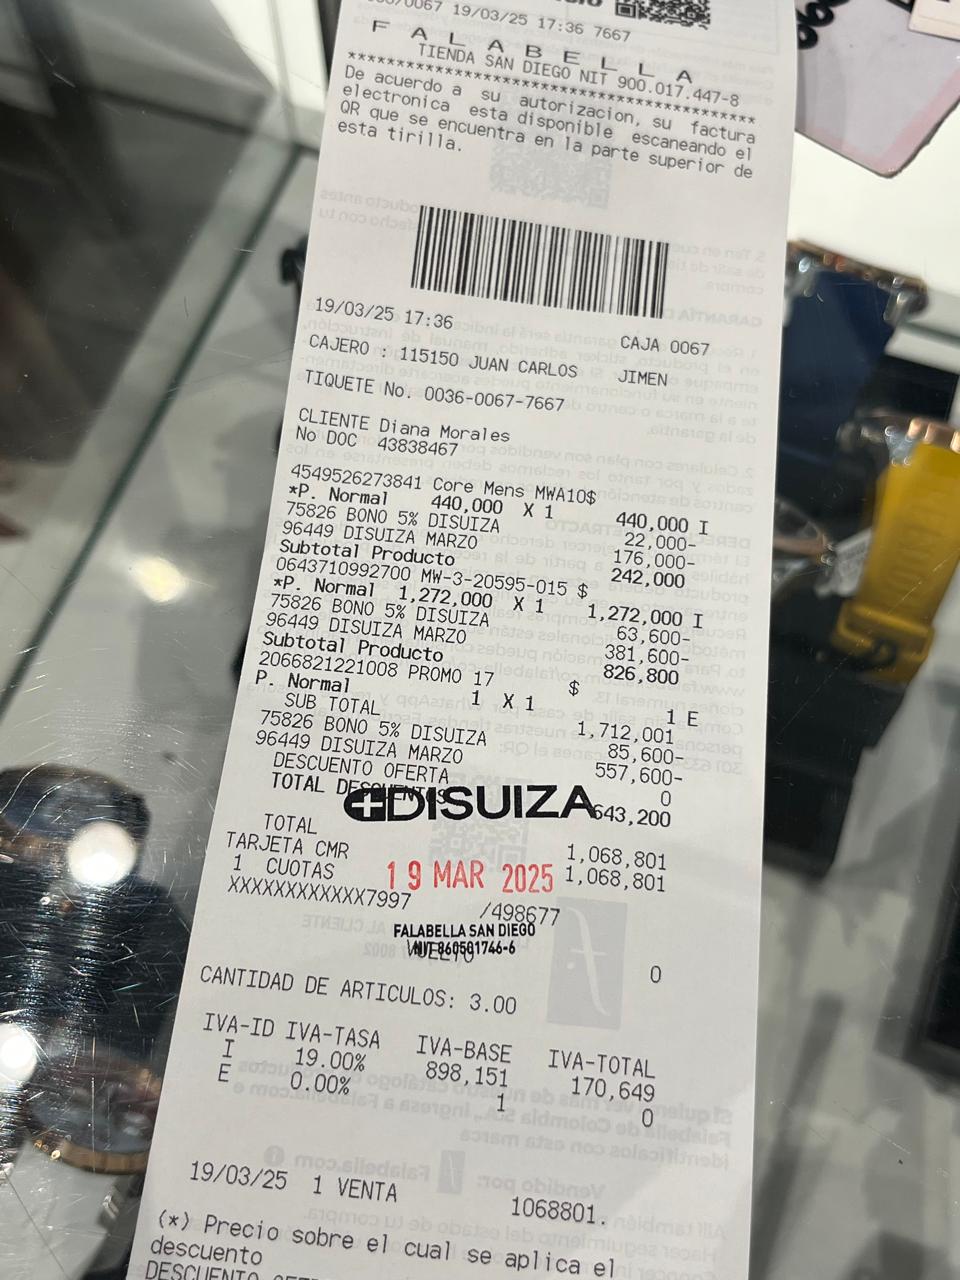 0067 19/03/25 17:36 7667
F A L A B E L L A
TIENDA SAN DIEGO NIT 900.017.447-8
****************************************
De acuerdo a su autorizacion, su factura
electronica esta disponible escaneando el
QR que se encuentra en la parte superior de
esta tirilla.
19/03/25 17:36 CAJA 0067
CAJERO : 115150 JUAN CARLOS JIMEN
TIQUETE No. 0036-0067-7667
CLIENTE Diana Morales
No DOC 43838467
4549526273841 Core Mens MWA10$
*P. Normal 440,000 X 1 440,000 I
75826 BONO 5% DISUIZA 22,000-
96449 DISUIZA MARZO 176,000-
Subtotal Producto 242,000
0643710992700 MW-3-20595-015 $
*P. Normal 1,272,000 X 1 1,272,000 I
75826 BONO 5% DISUIZA 63,600-
96449 DISUIZA MARZO 381,600-
Subtotal Producto 826,800
2066821221008 PROMO 17 $
P. Normal 1 X 1 1 E
SUB TOTAL 1,712,001
75826 BONO 5% DISUIZA 85,600-
96449 DISUIZA MARZO 557,600-
DESCUENTO OFERTA 0
TOTAL DESCUENTOS 643,200
DISUIZA
TOTAL 1,068,801
TARJETA CMR 1,068,801
1 CUOTAS
19 MAR 2025
XXXXXXXXXXXX7997 /498677
FALABELLA SAN DIEGO
NIT 860501746-6
VUELTO 0
CANTIDAD DE ARTICULOS: 3.00
IVA-ID IVA-TASA IVA-BASE IVA-TOTAL
I 19.00% 898,151 170,649
E 0.00% 1 0
19/03/25 1 VENTA 1068801.
(*) Precio sobre el cual se aplica el
descuento